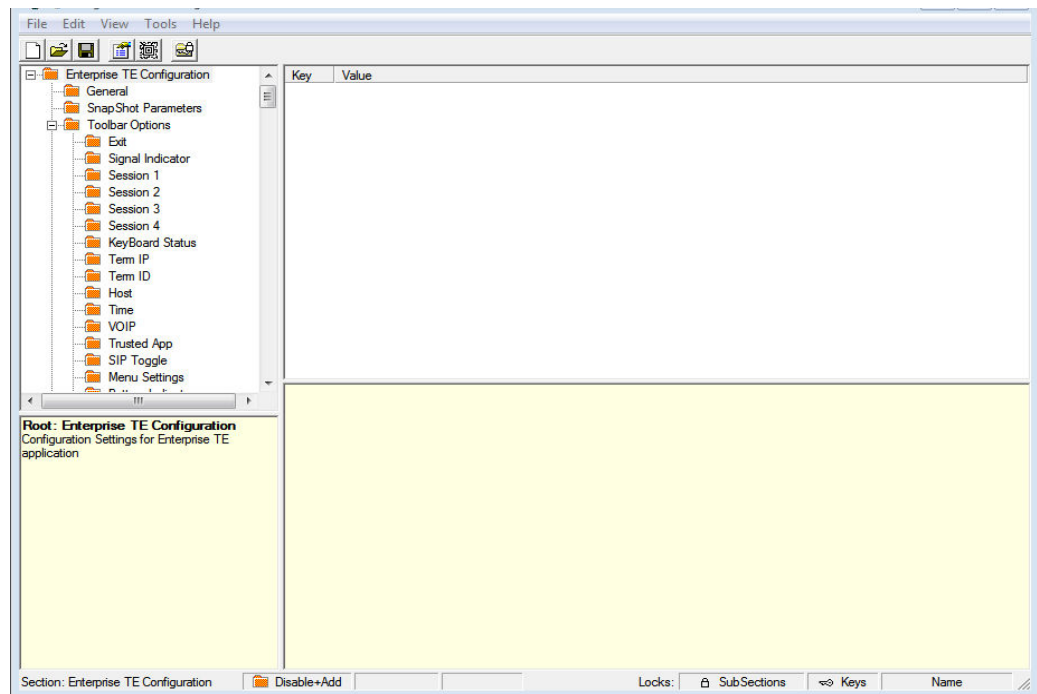 File Edit View Tools Help
Enterprise TE Configuration
General
SnapShot Parameters
Toolbar Options
Exit
Signal Indicator
Session 1
Session 2
Session 3
Session 4
KeyBoard Status
Term IP
Term ID
Host
Time
VOIP
Trusted App
SIP Toggle
Menu Settings
Key Value
Root: Enterprise TE Configuration
Configuration Settings for Enterprise TE
application
Section: Enterprise TE Configuration Disable+Add Locks: SubSections Keys Name